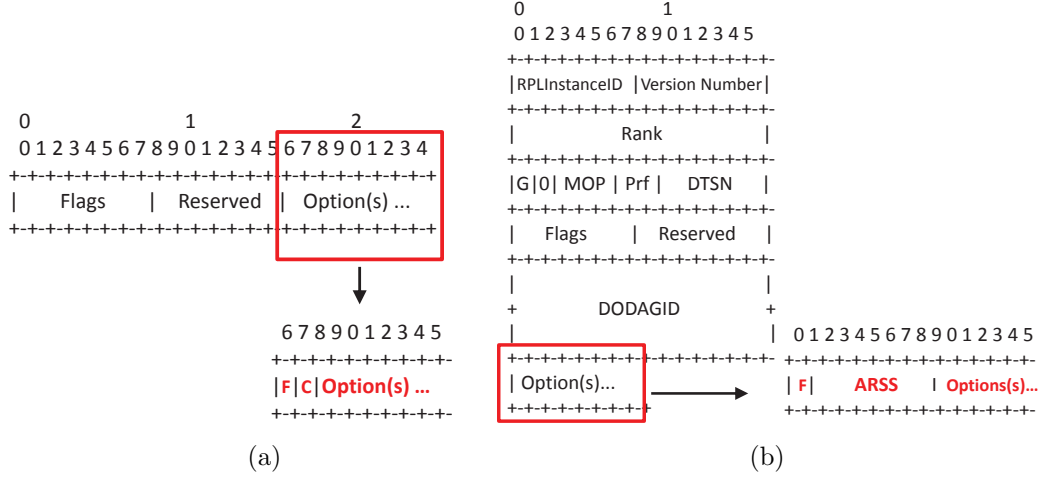 0 1 2
0 1 2 3 4 5 6 7 8 9 0 1 2 3 4 5 6 7 8 9 0 1 2 3 4
+-+-+-+-+-+-+-+-+-+-+-+-+-+-+-+-+-+-+-+-+-+-+-+-+
| Flags | Reserved | Option(s) ...
+-+-+-+-+-+-+-+-+-+-+-+-+-+-+-+-+-+-+-+-+-+-+-+-+
6 7 8 9 0 1 2 3 4 5
+-+-+-+-+-+-+-+-+-+-
|F|C|Option(s) ...
+-+-+-+-+-+-+-+-+-+-
(a)
0 1
0 1 2 3 4 5 6 7 8 9 0 1 2 3 4 5
+-+-+-+-+-+-+-+-+-+-+-+-+-+-+-+-
|RPLInstanceID |Version Number|
+-+-+-+-+-+-+-+-+-+-+-+-+-+-+-+-
| Rank |
+-+-+-+-+-+-+-+-+-+-+-+-+-+-+-+-
|G|0| MOP | Prf | DTSN |
+-+-+-+-+-+-+-+-+-+-+-+-+-+-+-+-
| Flags | Reserved |
+-+-+-+-+-+-+-+-+-+-+-+-+-+-+-+-
| |
+ DODAGID +
| |
+-+-+-+-+-+-+-+-+-+-+-+-+-+-+-+-
| Option(s)...
+-+-+-+-+-+-+-+-+-+
0 1 2 3 4 5 6 7 8 9 0 1 2 3 4 5
+-+-+-+-+-+-+-+-+-+-+-+-+-+-+-+-
| F| ARSS | Options(s)...
+-+-+-+-+-+-+-+-+-+-+-+-+-+-+-+-
(b)